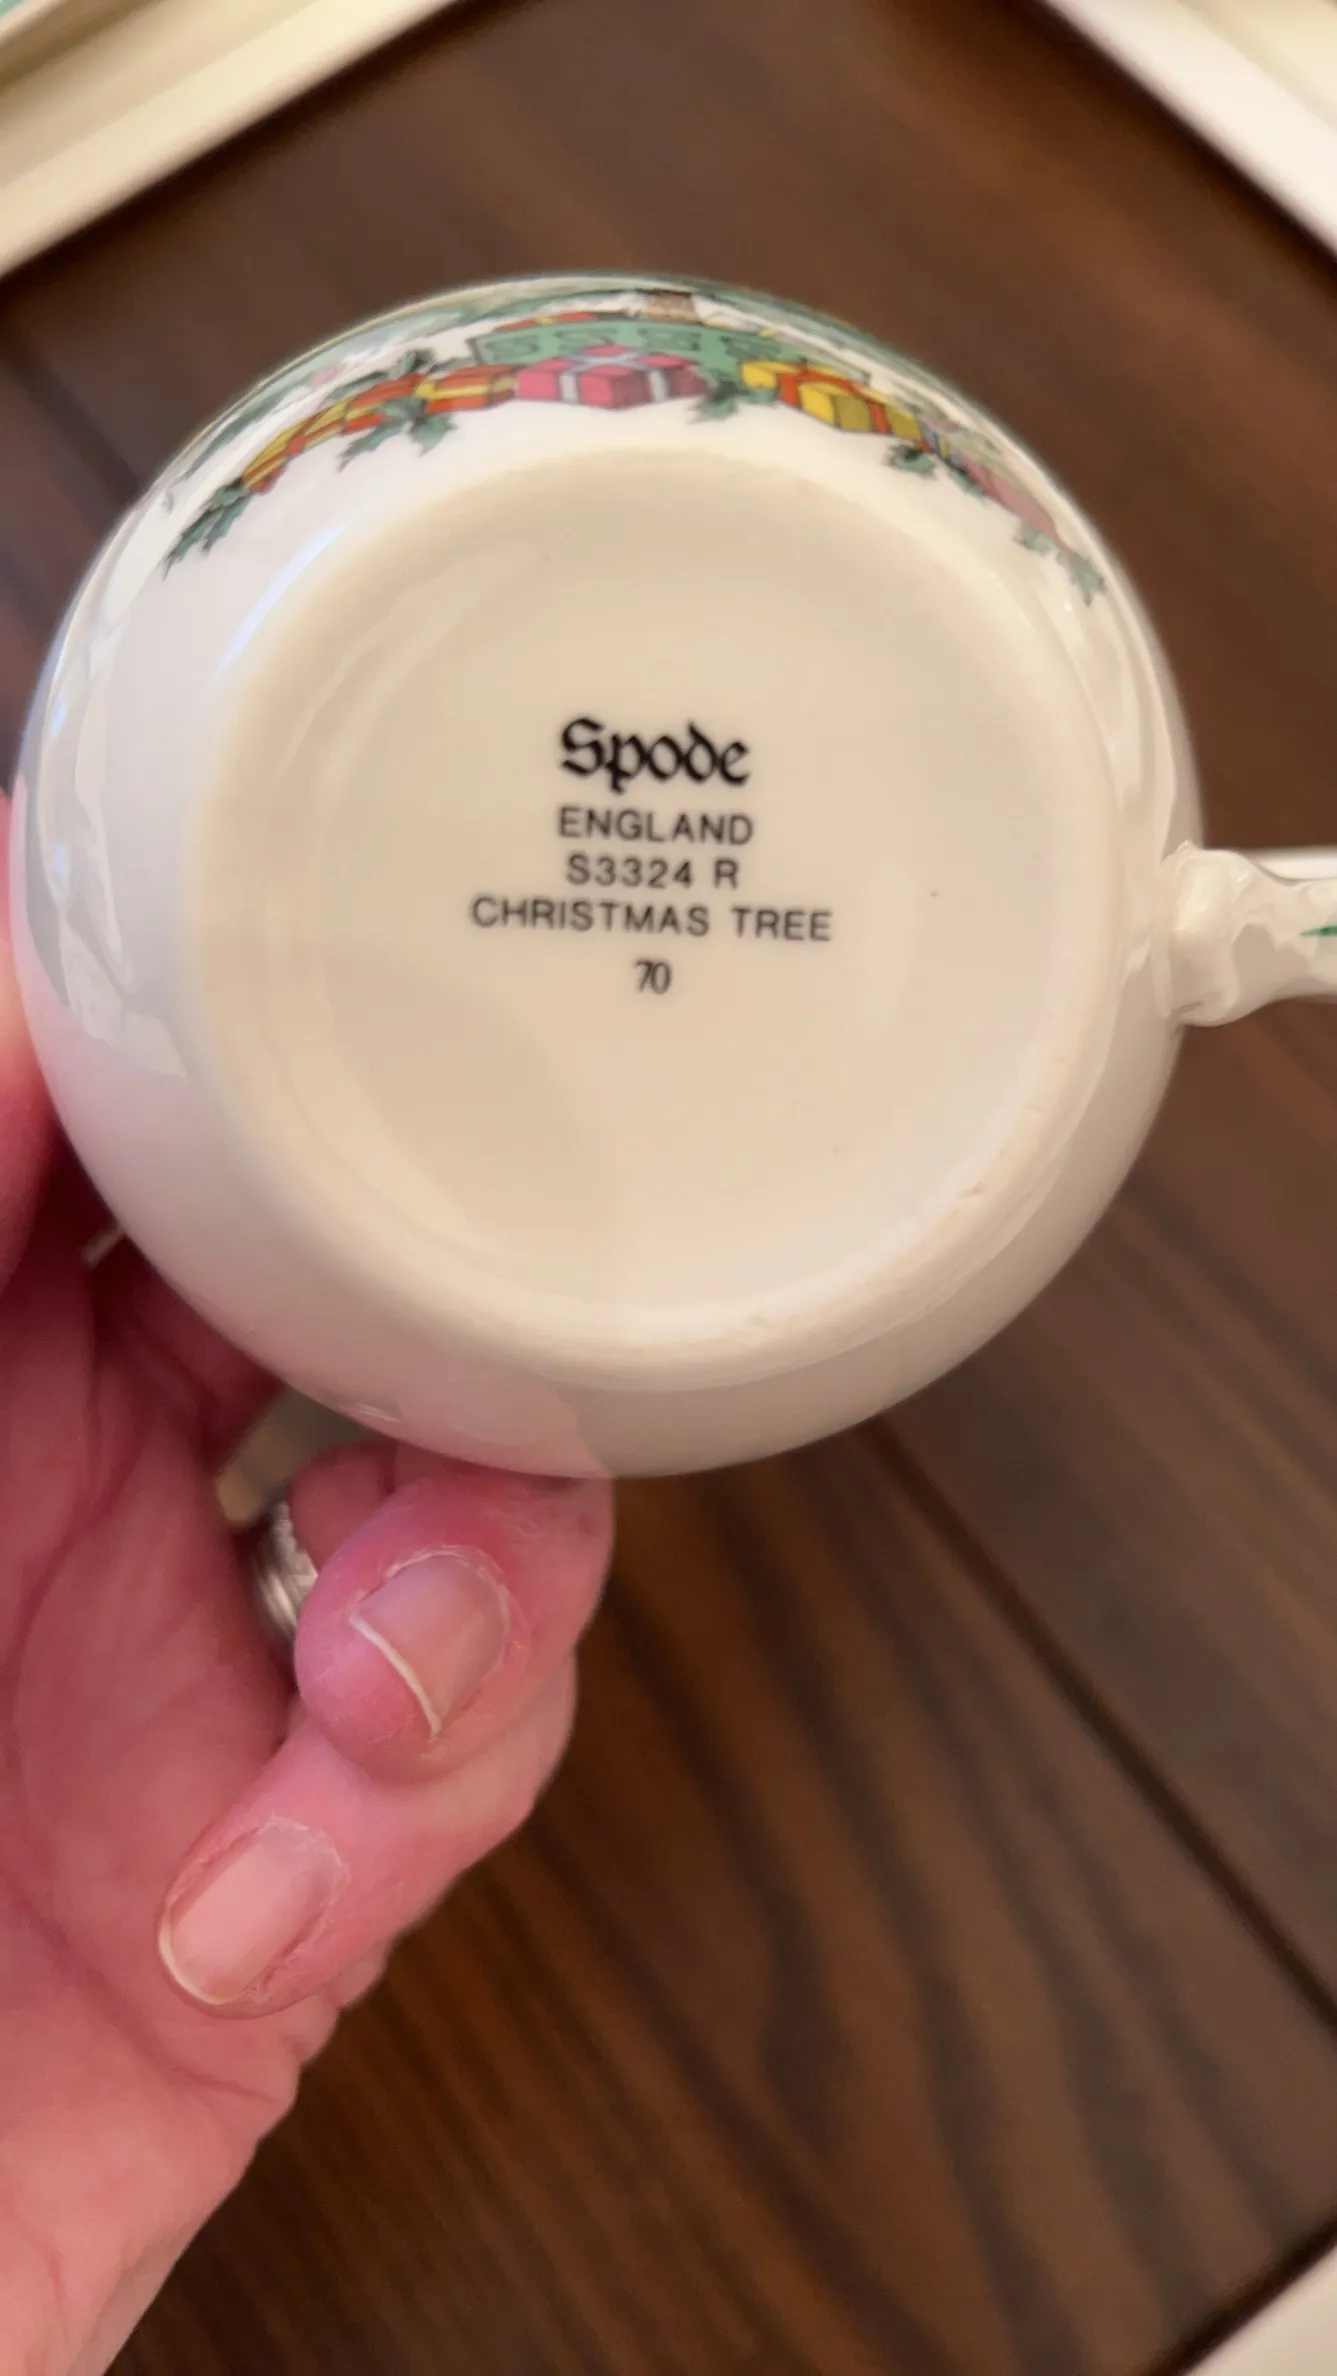 Spode
ENGLAND
S3324 R
CHRISTMAS TREE
70